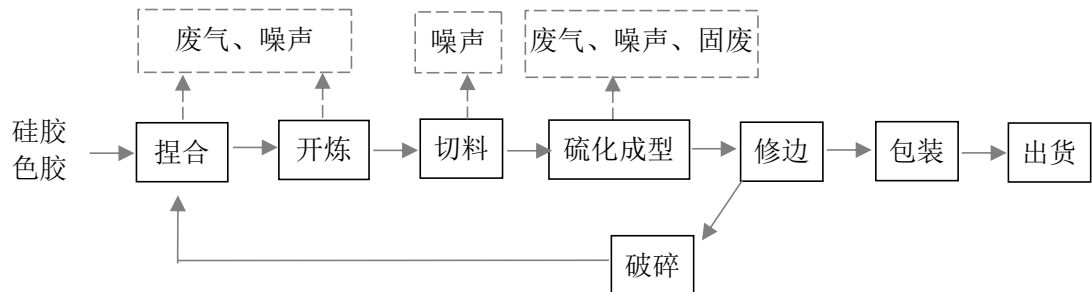 废气、噪声
噪声
废气、噪声、固废
硅胶
色胶
捏合
开炼
切料
硫化成型
修边
包装
出货
破碎